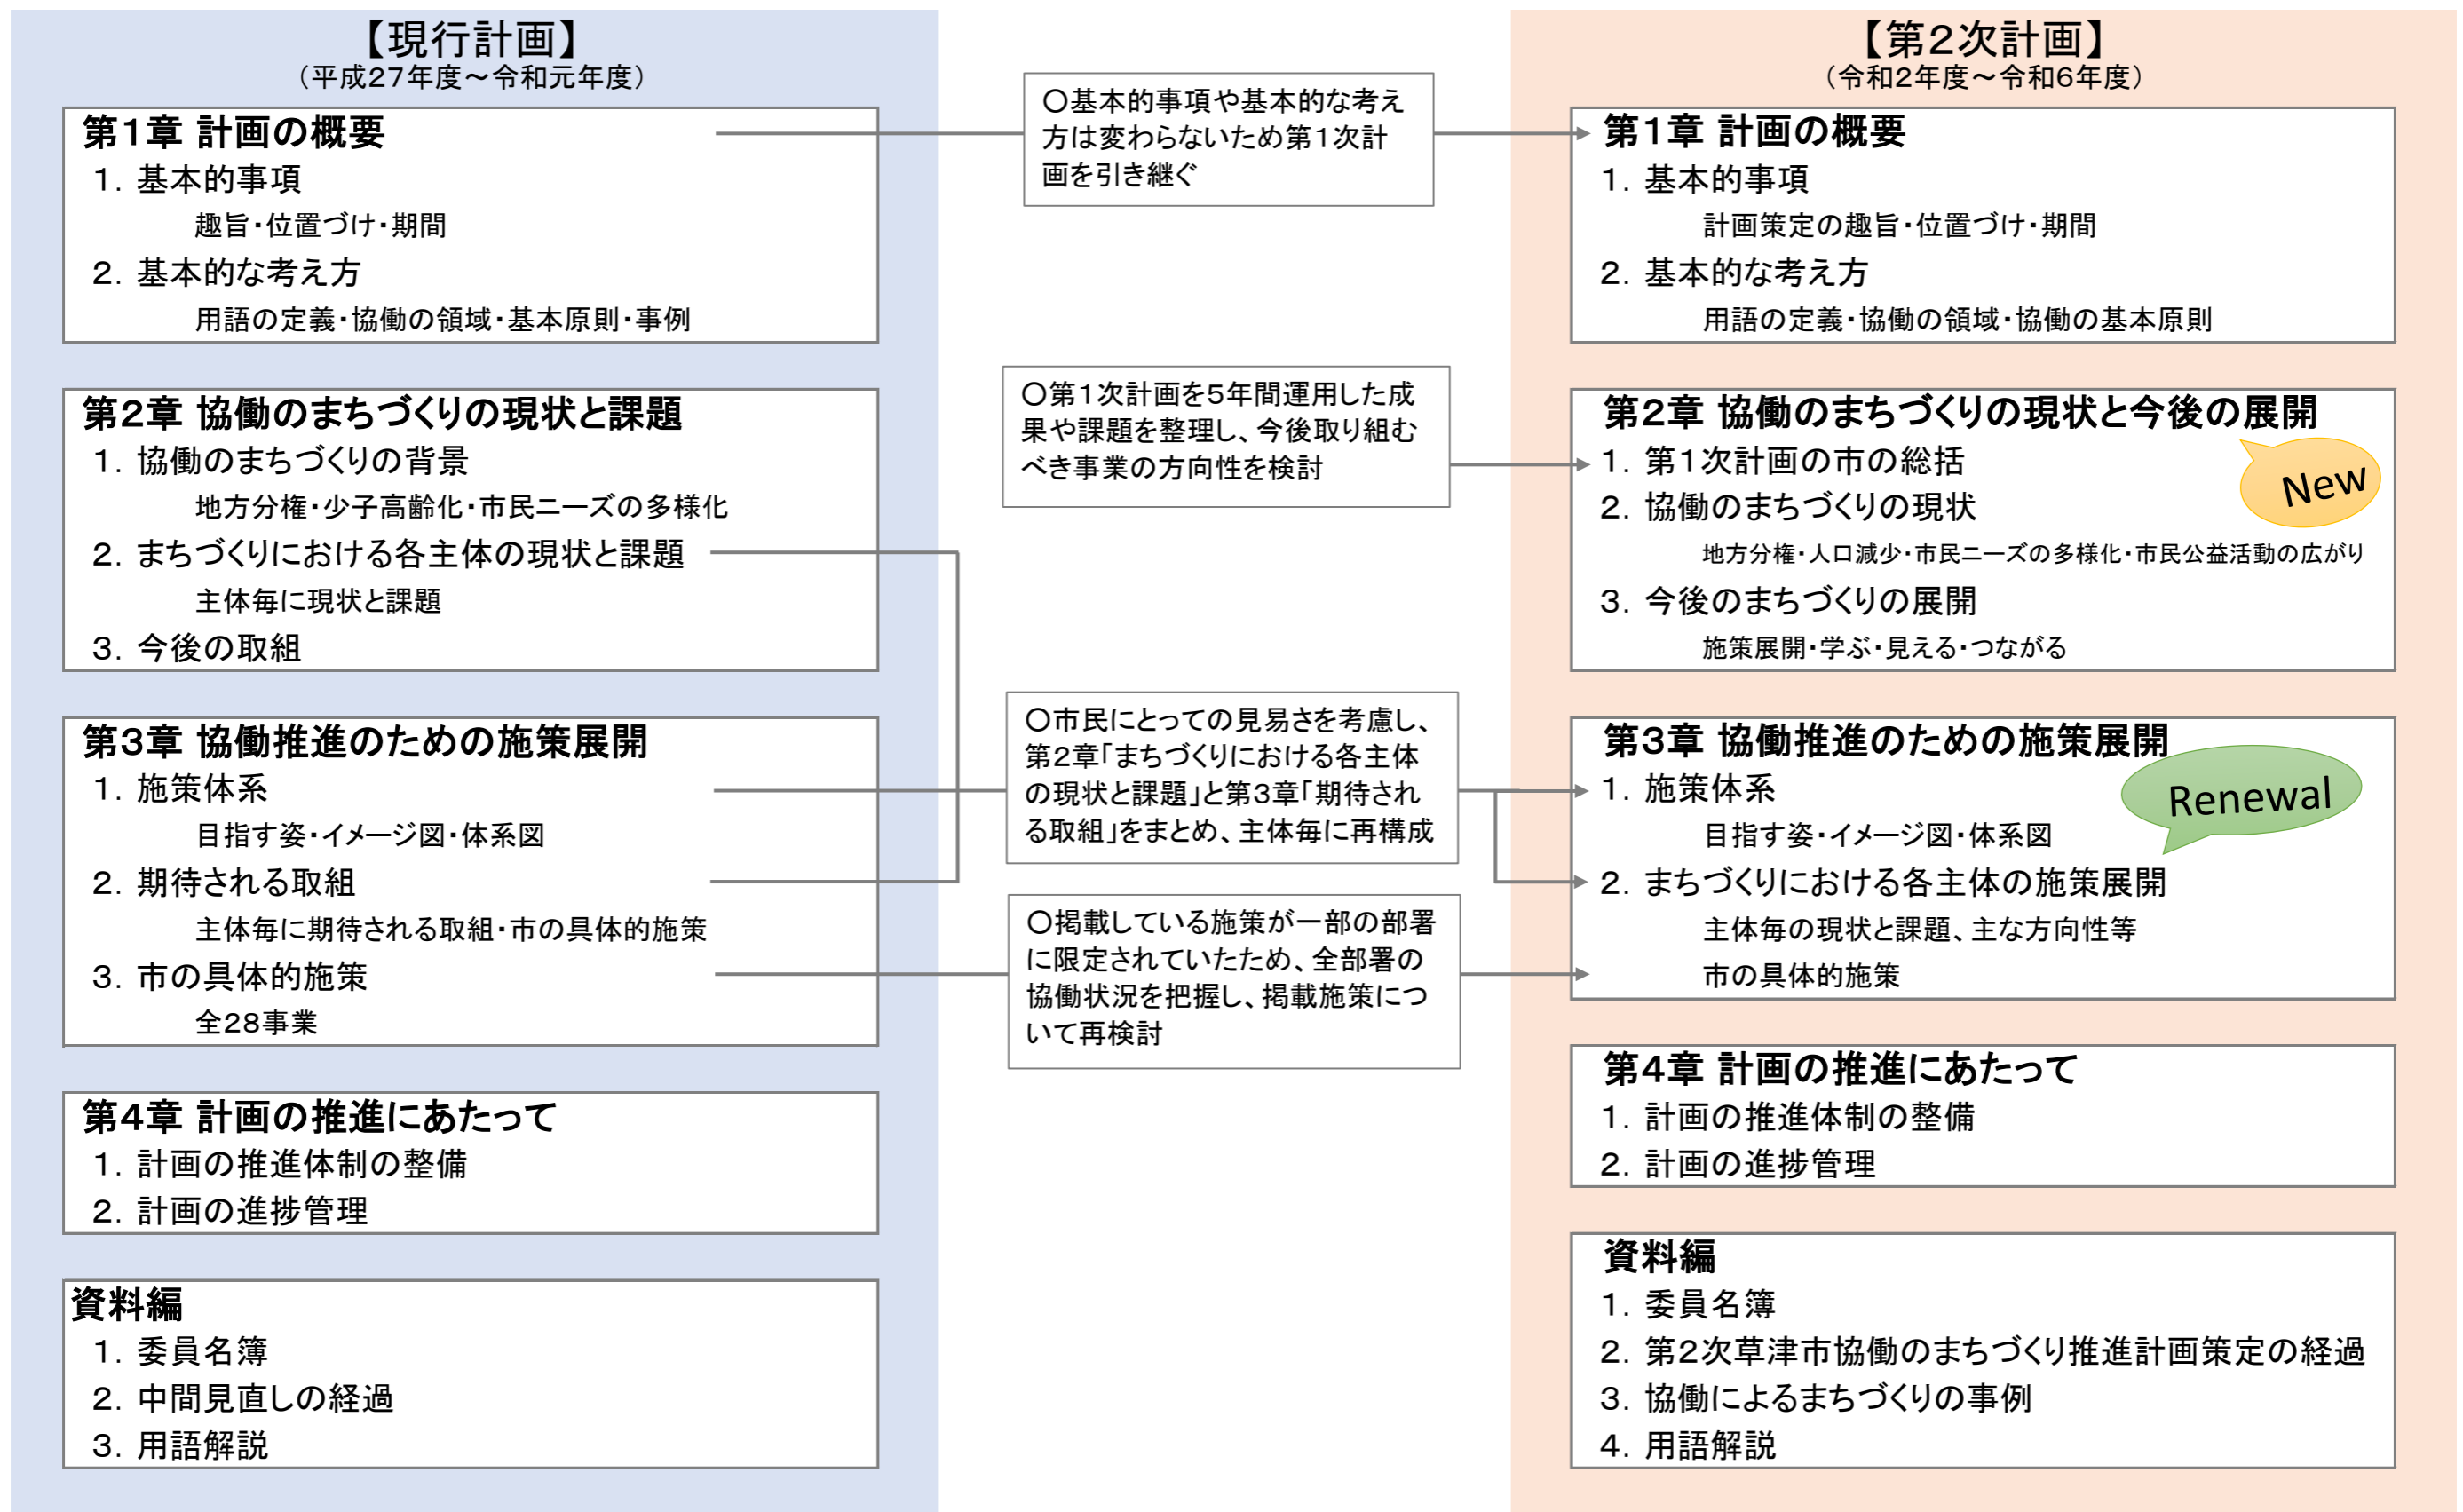 【現行計画】
(平成27年度～令和元年度)
第1章 計画の概要
1. 基本的事項
趣旨・位置づけ・期間
2. 基本的な考え方
用語の定義・協働の領域・基本原則・事例
第2章 協働のまちづくりの現状と課題
1. 協働のまちづくりの背景
地方分権・少子高齢化・市民ニーズの多様化
2. まちづくりにおける各主体の現状と課題
主体毎に現状と課題
3. 今後の取組
第3章 協働推進のための施策展開
1. 施策体系
目指す姿・イメージ図・体系図
2. 期待される取組
主体毎に期待される取組・市の具体的施策
3. 市の具体的施策
全28事業
第4章 計画の推進にあたって
1. 計画の推進体制の整備
2. 計画の進捗管理
資料編
1. 委員名簿
2. 中間見直しの経過
3. 用語解説
○基本的事項や基本的な考え
方は変わらないため第1次計
画を引き継ぐ
○第1次計画を5年間運用した成
果や課題を整理し、今後取り組む
べき事業の方向性を検討
○市民にとっての見易さを考慮し、
第2章「まちづくりにおける各主体
の現状と課題」と第3章「期待され
る取組」をまとめ、主体毎に再構成
○掲載している施策が一部の部署
に限定されていたため、全部署の
協働状況を把握し、掲載施策につ
いて再検討
【第2次計画】
(令和2年度～令和6年度)
第1章 計画の概要
1. 基本的事項
計画策定の趣旨・位置づけ・期間
2. 基本的な考え方
用語の定義・協働の領域・協働の基本原則
第2章 協働のまちづくりの現状と今後の展開
1. 第1次計画の市の総括
New
2. 協働のまちづくりの現状
地方分権・人口減少・市民ニーズの多様化・市民公益活動の広がり
3. 今後のまちづくりの展開
施策展開・学ぶ・見える・つながる
第3章 協働推進のための施策展開
1. 施策体系
Renewal
目指す姿・イメージ図・体系図
2. まちづくりにおける各主体の施策展開
主体毎の現状と課題、主な方向性等
市の具体的施策
第4章 計画の推進にあたって
1. 計画の推進体制の整備
2. 計画の進捗管理
資料編
1. 委員名簿
2. 第2次草津市協働のまちづくり推進計画策定の経過
3. 協働によるまちづくりの事例
4. 用語解説